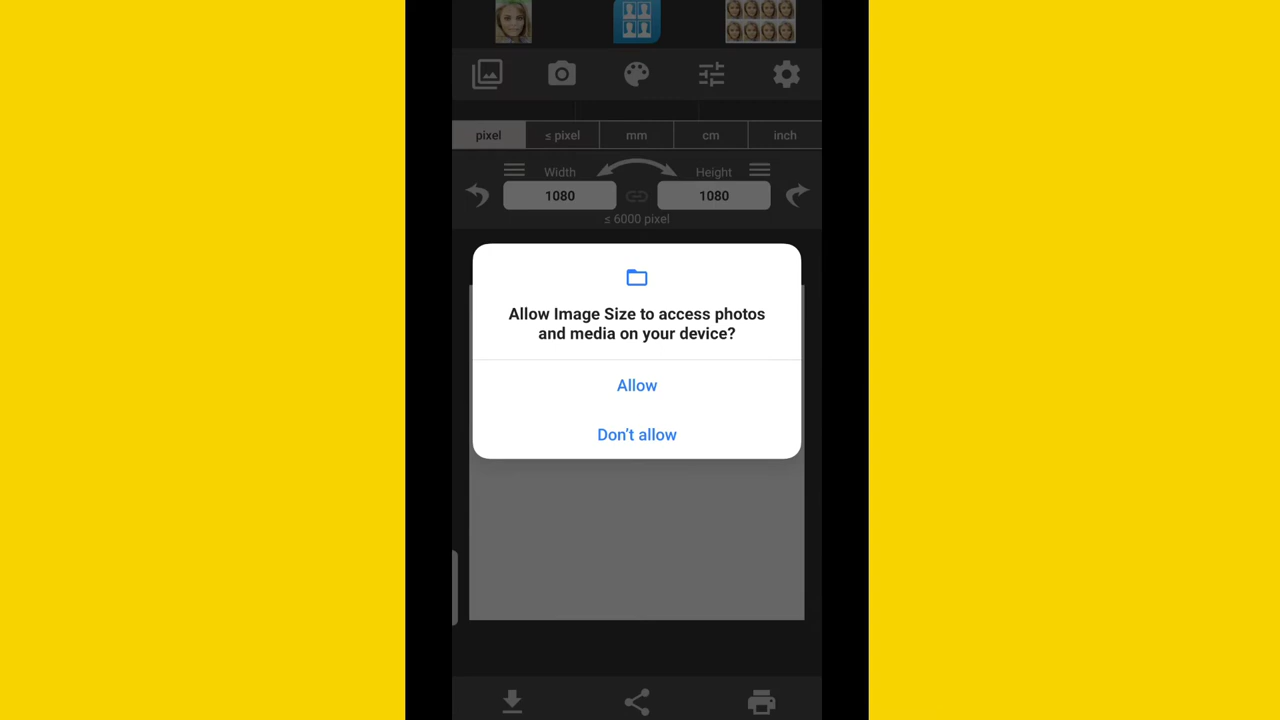 pixel
≤ pixel
mm
cm
inch
Width
Height
1080
1080
≤ 6000 pixel
Allow Image Size to access photos
and media on your device?
Allow
Don’t allow